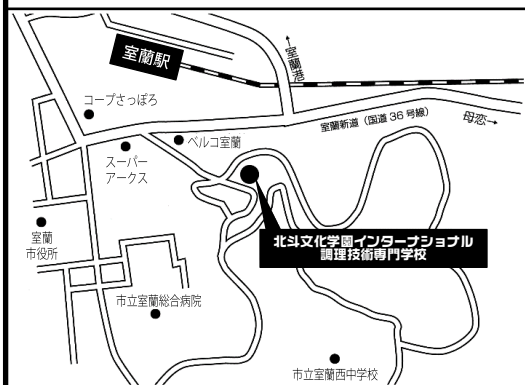 室蘭駅
↑室蘭港
コープさっぽろ
室蘭新道（国道36号線）
母恋→
ベルコ室蘭
スーパー
アークス
室蘭
市役所
北斗文化学園インターナショナル
調理技術専門学校
市立室蘭総合病院
市立室蘭西中学校